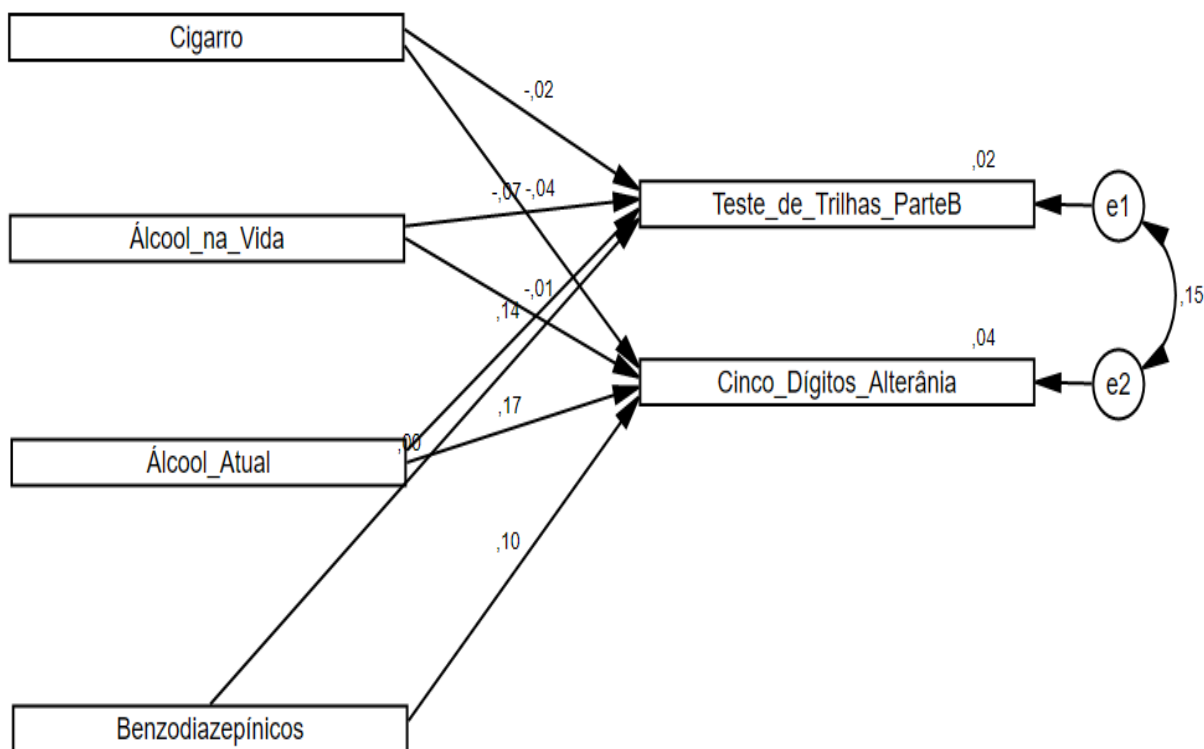 Cigarro
-,02
,02
-,07
-,04
Teste_de_Trilhas_ParteB
e1
Álcool_na_Vida
-,01
,15
,14
,04
Cinco_Dígitos_Alterânia
e2
,17
,00
Álcool_Atual
,10
Benzodiazepínicos